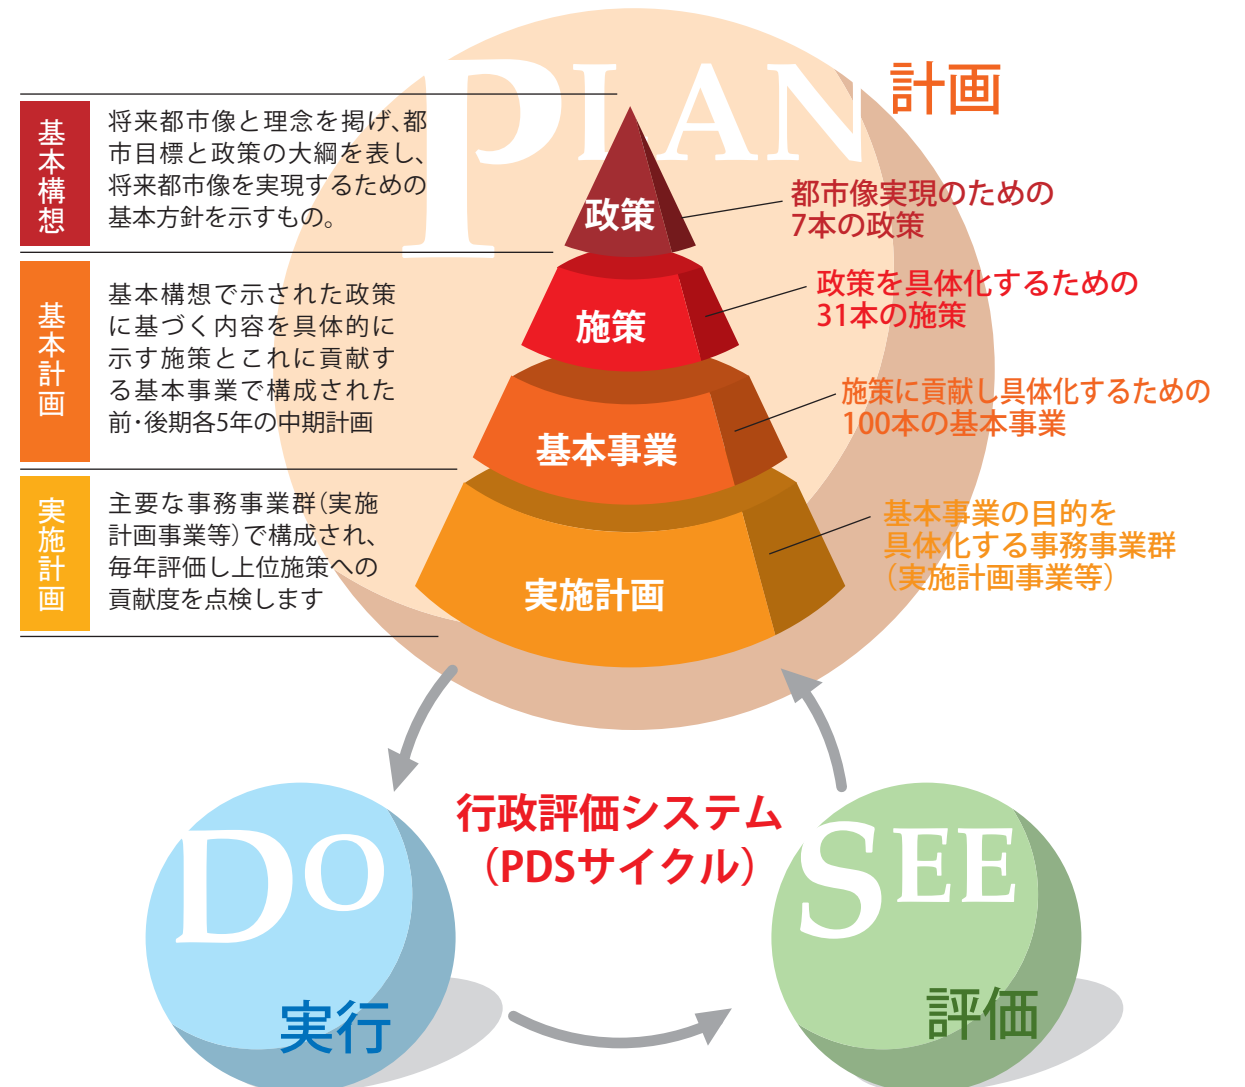 PLAN
計画
基本構想
将来都市像と理念を掲げ、都
市目標と政策の大綱を表し、
将来都市像を実現するための
基本方針を示すもの。
政策
都市像実現のための
7本の政策
基本計画
基本構想で示された政策
に基づく内容を具体的に
示す施策とこれに貢献す
る基本事業で構成された
前・後期各5年の中期計画
施策
政策を具体化するための
31本の施策
基本事業
施策に貢献し具体化するための
100本の基本事業
実施計画
主要な事務事業群（実施
計画事業等）で構成され、
毎年評価し上位施策への
貢献度を点検します
実施計画
基本事業の目的を
具体化する事務事業群
（実施計画事業等）
行政評価システム
（PDSサイクル）
DO
実行
SEE
評価